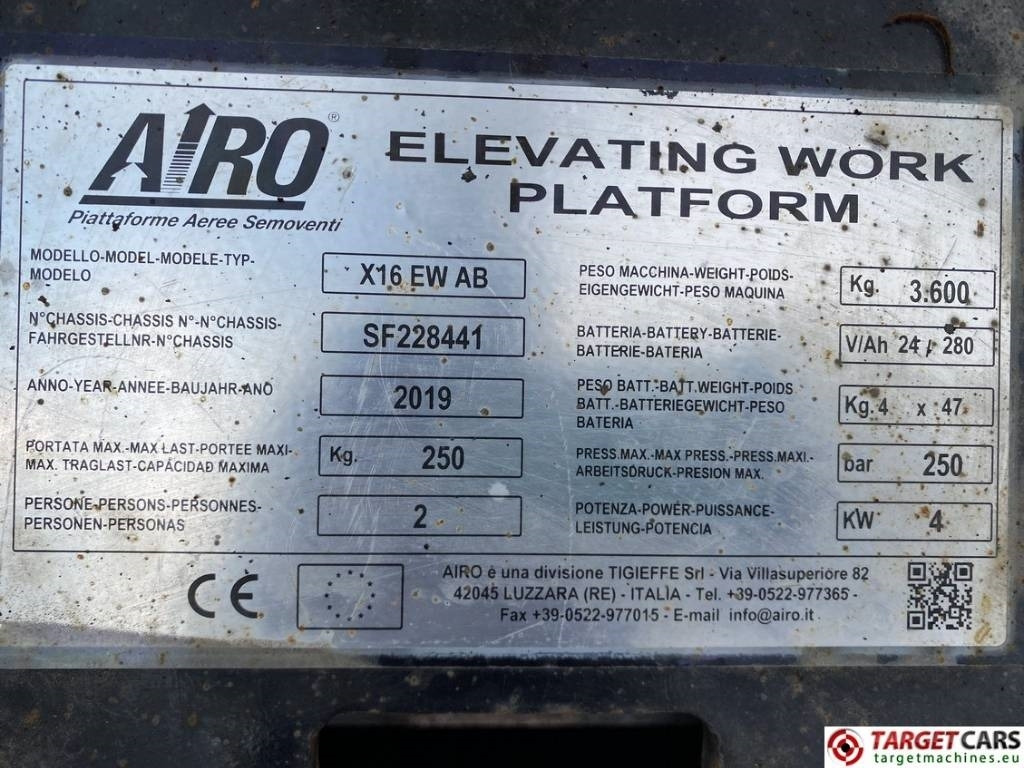 AIRO®
Piattaforme Aeree Semoventi
ELEVATING WORK
PLATFORM
MODELLO-MODEL-MODELE-TYP-
MODELO
X16 EW AB
N°CHASSIS-CHASSIS N°-N°CHASSIS-
FAHRGESTELLNR-N°CHASSIS
SF228441
ANNO-YEAR-ANNEE-BAUJAHR-ANO
2019
PORTATA MAX.-MAX LAST-PORTEE MAXI-
MAX. TRAGLAST-CAPACIDAD MAXIMA
Kg. 250
PERSONE-PERSONS-PERSONNES-
PERSONEN-PERSONAS
2
PESO MACCHINA-WEIGHT-POIDS-
EIGENGEWICHT-PESO MAQUINA
Kg. 3.600
BATTERIA-BATTERY-BATTERIE-
BATTERIE-BATERIA
V/Ah 24 / 280
PESO BATT.-BATT.WEIGHT-POIDS
BATT.-BATTERIEGEWICHT-PESO
BATERIA
Kg. 4 x 47
PRESS.MAX.-MAX PRESS.-PRESS.MAXI.-
ARBEITSDRUCK-PRESION MAX.
bar 250
POTENZA-POWER-PUISSANCE-
LEISTUNG-POTENCIA
KW 4
CE
AIRO è una divisione TIGIEFFE Srl - Via Villasuperiore 82
42045 LUZZARA (RE) - ITALIA - Tel. +39-0522-977365 -
Fax +39-0522-977015 - E-mail info@airo.it
TARGETCARS
targetmachines.eu